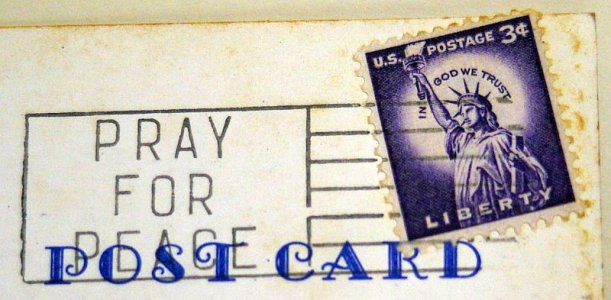 PRAY
FOR
PEACE
POST CARD
U.S. POSTAGE 3¢
IN GOD WE TRUST
LIBERTY